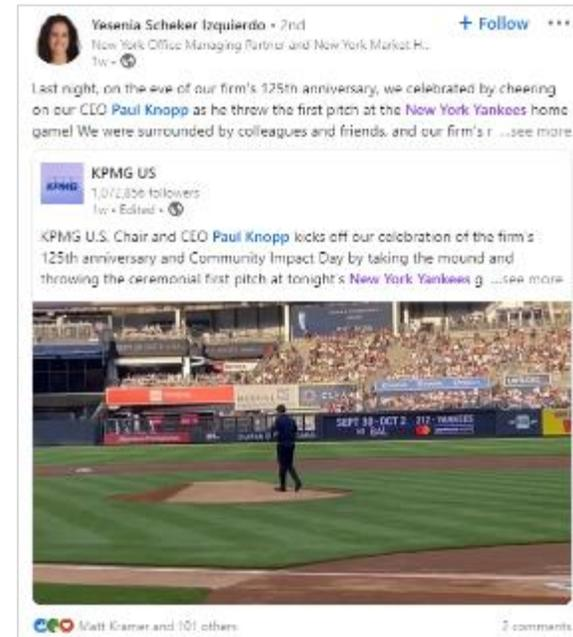 Yesenia Scheker Izquierdo • 2nd
+ Follow
New York Office Managing Partner and New York Market H...
1w •
Last night, on the eve of our firm's 125th anniversary, we celebrated by cheering
on our CEO Paul Knopp as he threw the first pitch at the New York Yankees home
game! We were surrounded by colleagues and friends, and our firm's r ...see more
KPMG
KPMG US
1,072,856 followers
1w • Edited •
KPMG U.S. Chair and CEO Paul Knopp kicks off our celebration of the firm's
125th anniversary and Community Impact Day by taking the mound and
throwing the ceremonial first pitch at tonight's New York Yankees g ...see more
SEPT 30 - OCT 2
212-YANKEES
BAL
Matt Kramer and 101 others
2 comments